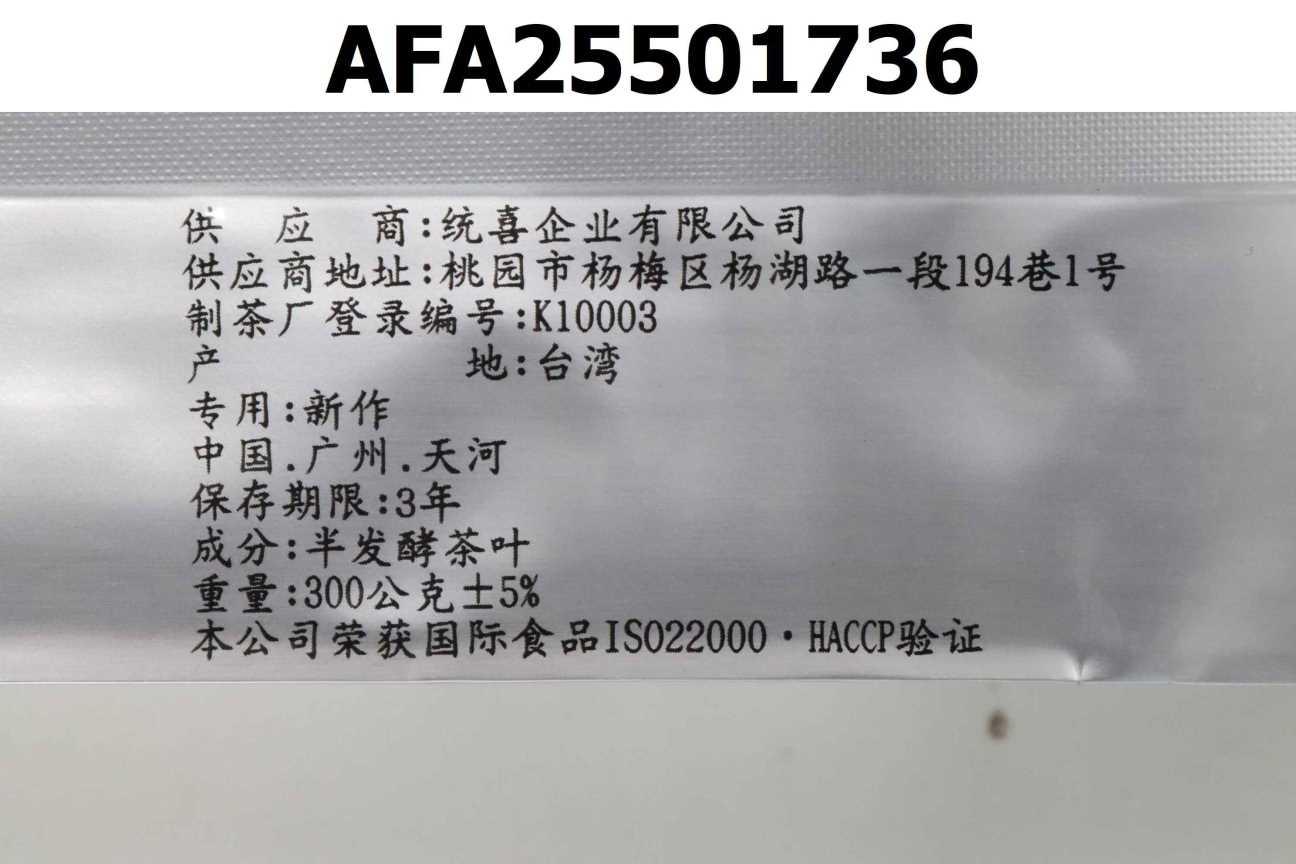 AFA25501736
供应商:统喜企业有限公司
供应商地址:桃园市杨梅区杨湖路一段194巷1号
制茶厂登录编号:K10003
产地:台湾
专用:新作
中国.广州.天河
保存期限:3年
成分:半发酵茶叶
重量:300公克±5%
本公司荣获国际食品ISO22000·HACCP验证